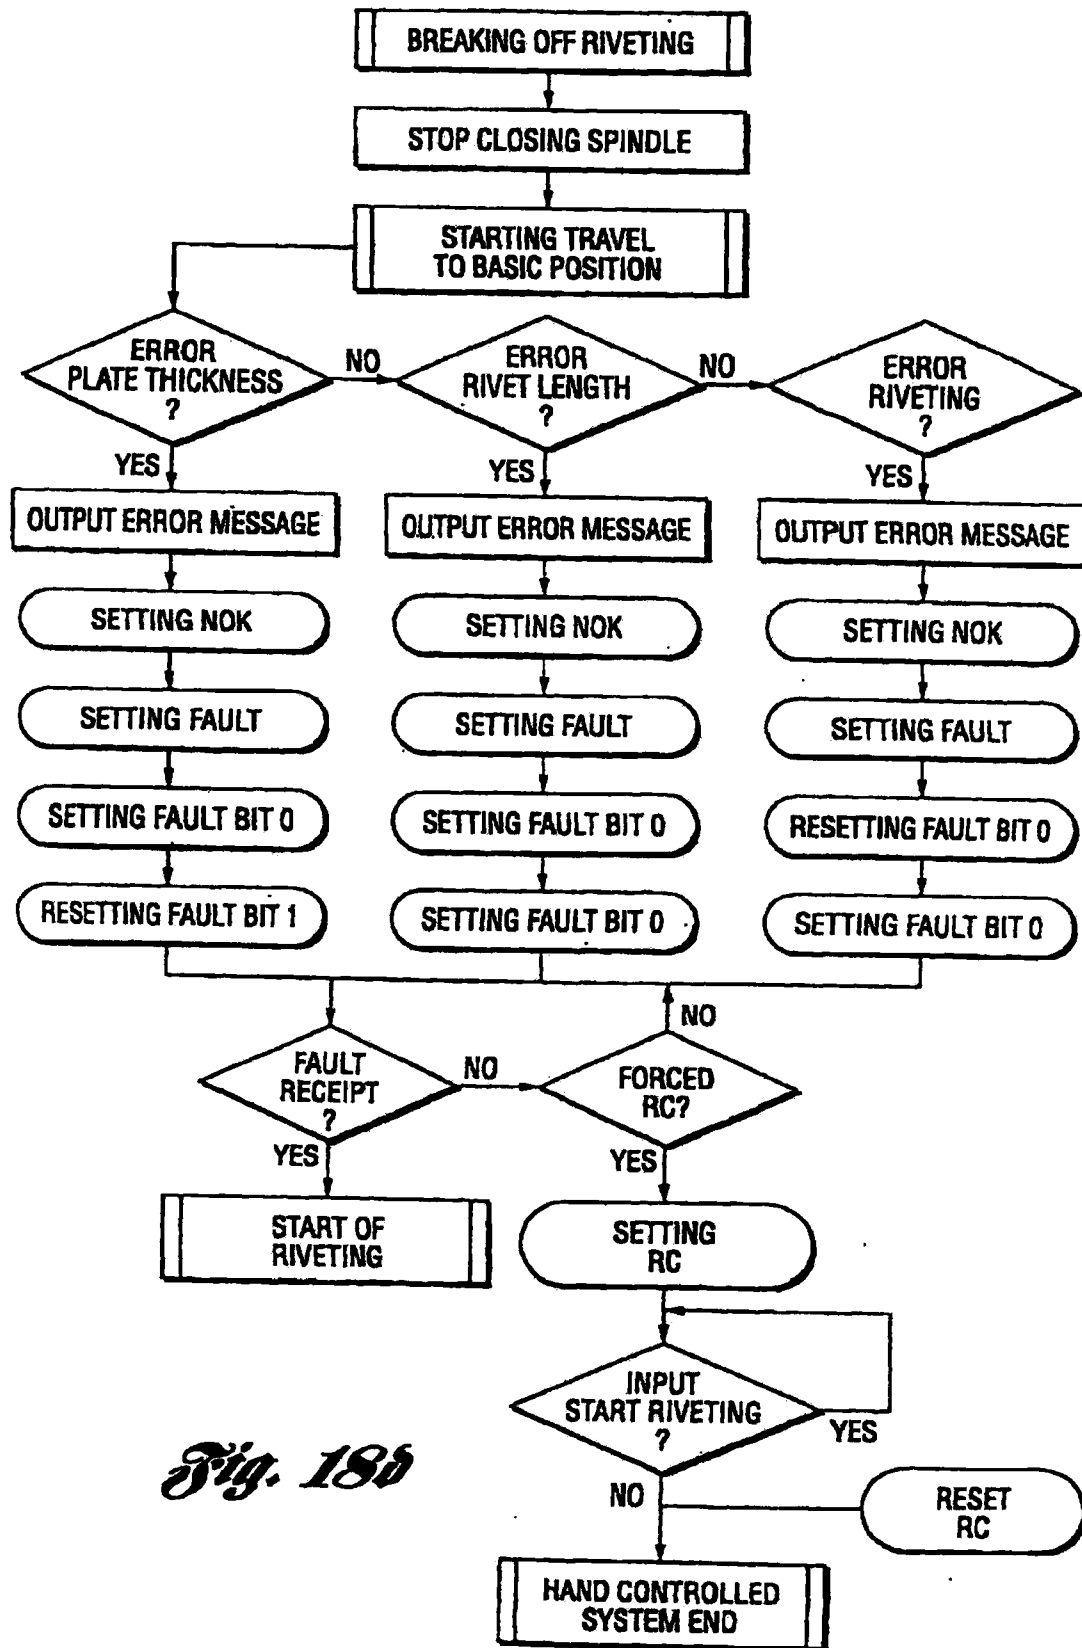 BREAKING OFF RIVETING
STOP CLOSING SPINDLE
STARTING TRAVEL
TO BASIC POSITION
ERROR
PLATE THICKNESS
?
NO
ERROR
RIVET LENGTH
?
NO
ERROR
RIVETING
?
YES
YES
YES
OUTPUT ERROR MESSAGE
OUTPUT ERROR MESSAGE
OUTPUT ERROR MESSAGE
SETTING NOK
SETTING NOK
SETTING NOK
SETTING FAULT
SETTING FAULT
SETTING FAULT
SETTING FAULT BIT 0
SETTING FAULT BIT 0
RESETTING FAULT BIT 0
RESETTING FAULT BIT 1
SETTING FAULT BIT 0
SETTING FAULT BIT 0
NO
FAULT
RECEIPT
?
NO
FORCED
RC?
YES
YES
START OF
RIVETING
SETTING
RC
INPUT
START RIVETING
?
YES
NO
RESET
RC
HAND CONTROLLED
SYSTEM END
Fig. 18b